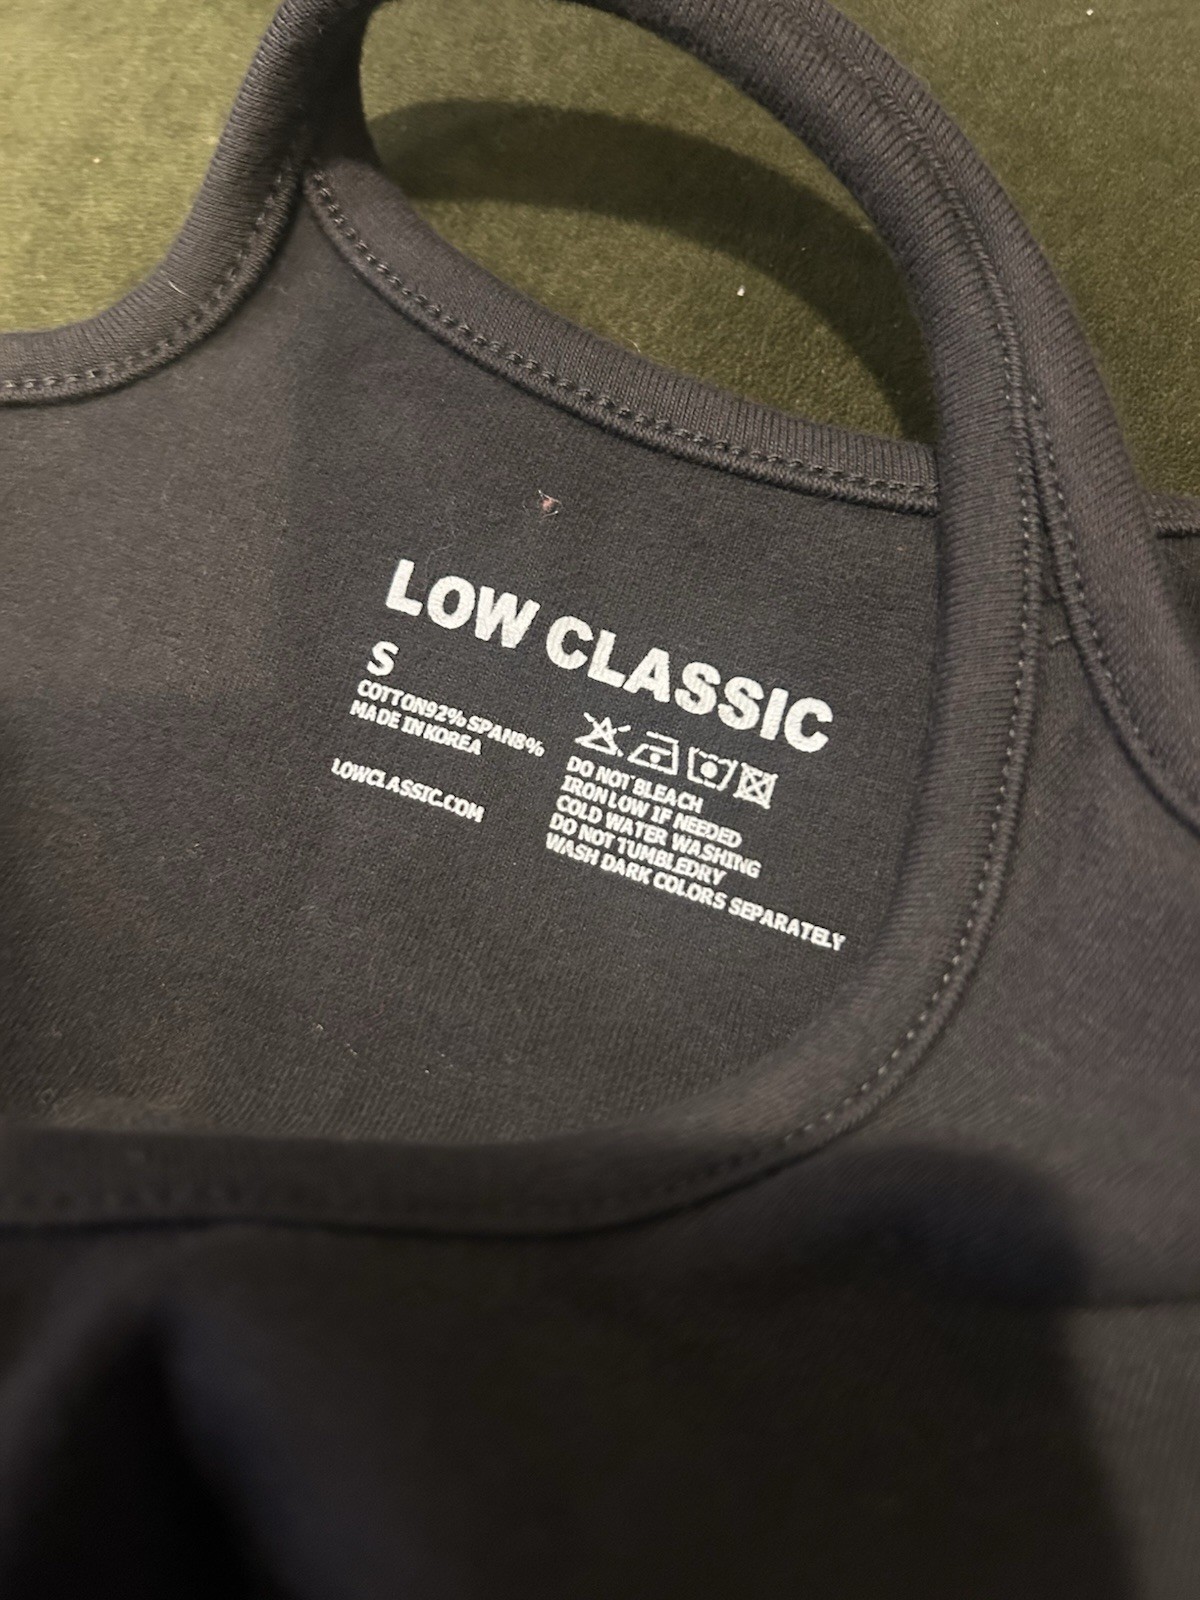 LOW CLASSIC
S
COTTON92% SPAN8%
MADE IN KOREA
LOWCLASSIC.COM
DO NOT BLEACH
IRON LOW IF NEEDED
COLD WATER WASHING
DO NOT TUMBLEDRY
WASH DARK COLORS SEPARATELY